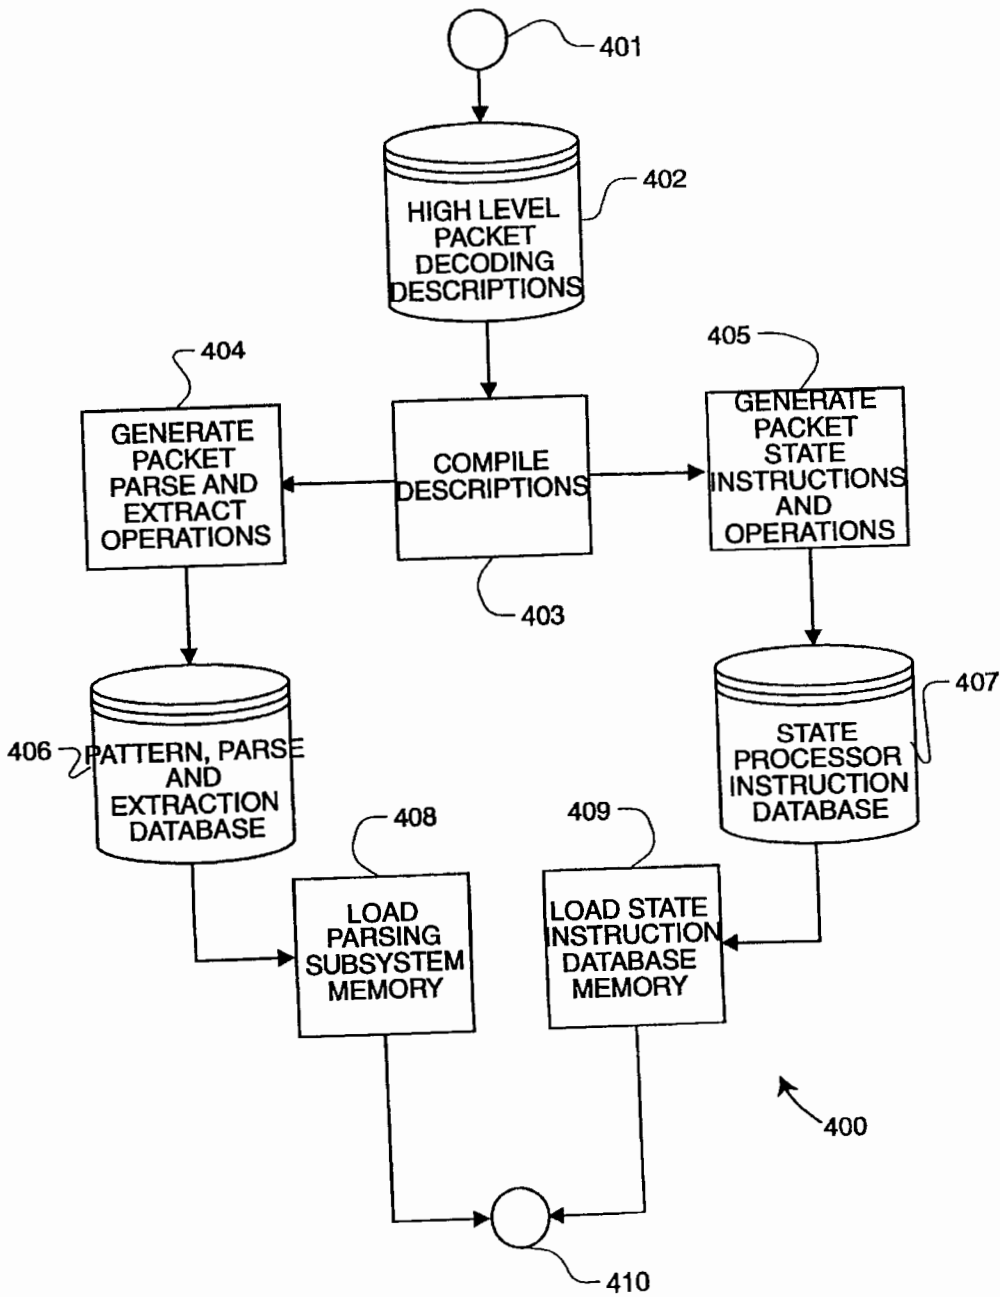 401
402
HIGH LEVEL
PACKET
DECODING
DESCRIPTIONS
404
405
GENERATE
PACKET
PARSE AND
EXTRACT
OPERATIONS
COMPILE
DESCRIPTIONS
GENERATE
PACKET
STATE
INSTRUCTIONS
AND
OPERATIONS
403
406
PATTERN, PARSE
AND
EXTRACTION
DATABASE
407
STATE
PROCESSOR
INSTRUCTION
DATABASE
408
409
LOAD
PARSING
SUBSYSTEM
MEMORY
LOAD STATE
INSTRUCTION
DATABASE
MEMORY
400
410